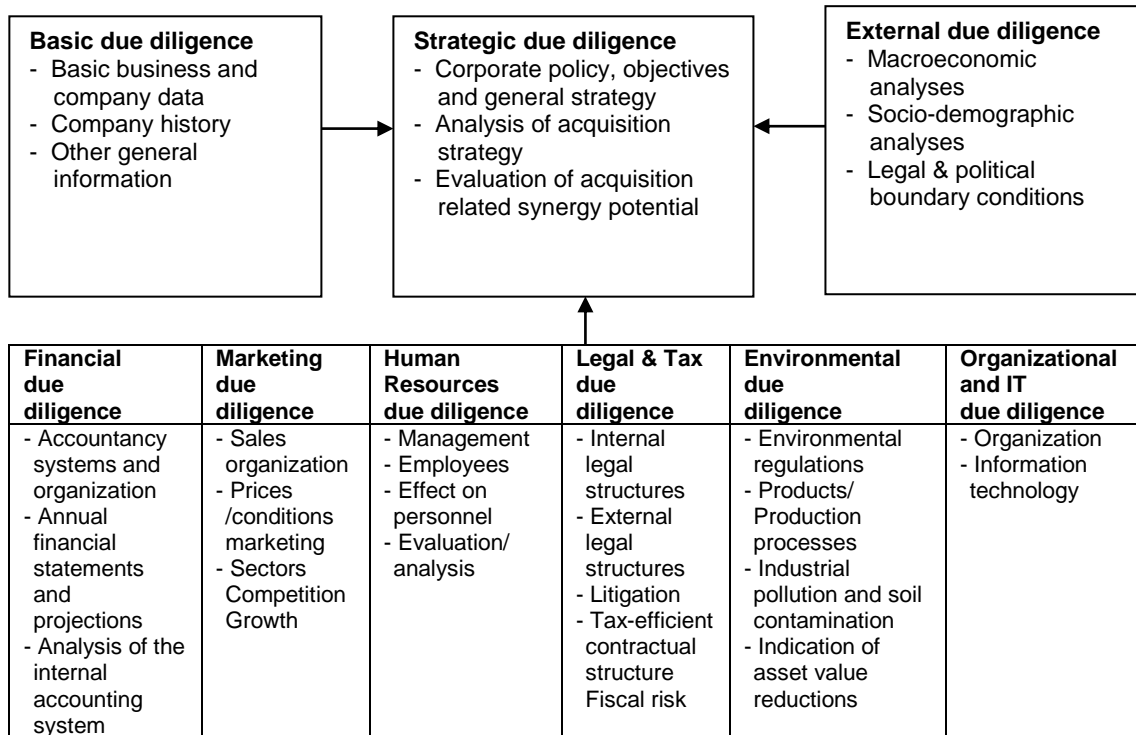 Basic due diligence
- Basic business and
company data
- Company history
- Other general
information
Strategic due diligence
- Corporate policy, objectives
and general strategy
- Analysis of acquisition
strategy
- Evaluation of acquisition
related synergy potential
External due diligence
- Macroeconomic
analyses
- Socio-demographic
analyses
- Legal & political
boundary conditions
Financial
due
diligence
- Accountancy
systems and
organization
- Annual
financial
statements
and
projections
- Analysis of the
internal
accounting
system
Marketing
due
diligence
- Sales
organization
- Prices
/conditions
marketing
- Sectors
Competition
Growth
Human
Resources
due diligence
- Management
- Employees
- Effect on
personnel
- Evaluation/
analysis
Legal & Tax
due
diligence
- Internal
legal
structures
- External
legal
structures
- Litigation
- Tax-efficient
contractual
structure
Fiscal risk
Environmental
due
diligence
- Environmental
regulations
- Products/
Production
processes
- Industrial
pollution and soil
contamination
- Indication of
asset value
reductions
Organizational
and IT
due diligence
- Organization
- Information
technology